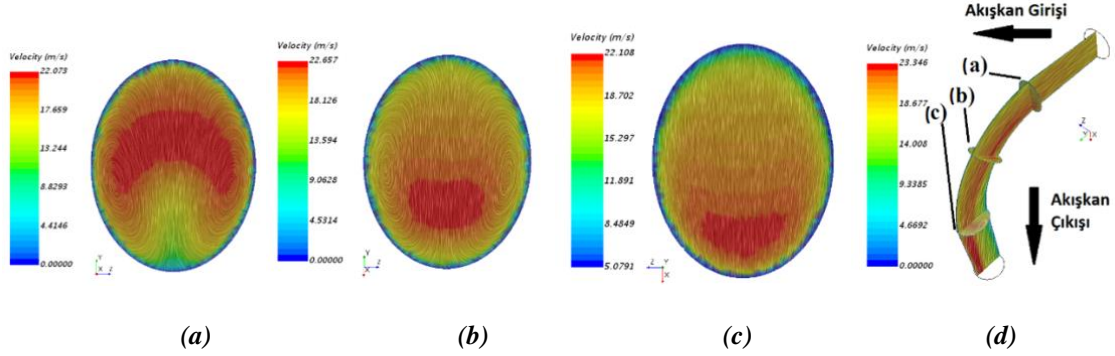 Velocity (m/s)
22.073
17.659
13.244
8.8293
4.4146
0.00000
Y
X Z
(a)
Velocity (m/s)
22.657
18.126
13.594
9.0628
4.5314
0.00000
Y
Z
X
(b)
Velocity (m/s)
22.108
18.702
15.297
11.891
8.4849
5.0791
Z Y
X
(c)
Akışkan Girişi
Velocity (m/s)
23.346
18.677
14.008
9.3385
4.6692
0.00000
(a)
(b)
(c)
Z
Y X
Akışkan
Çıkışı
(d)